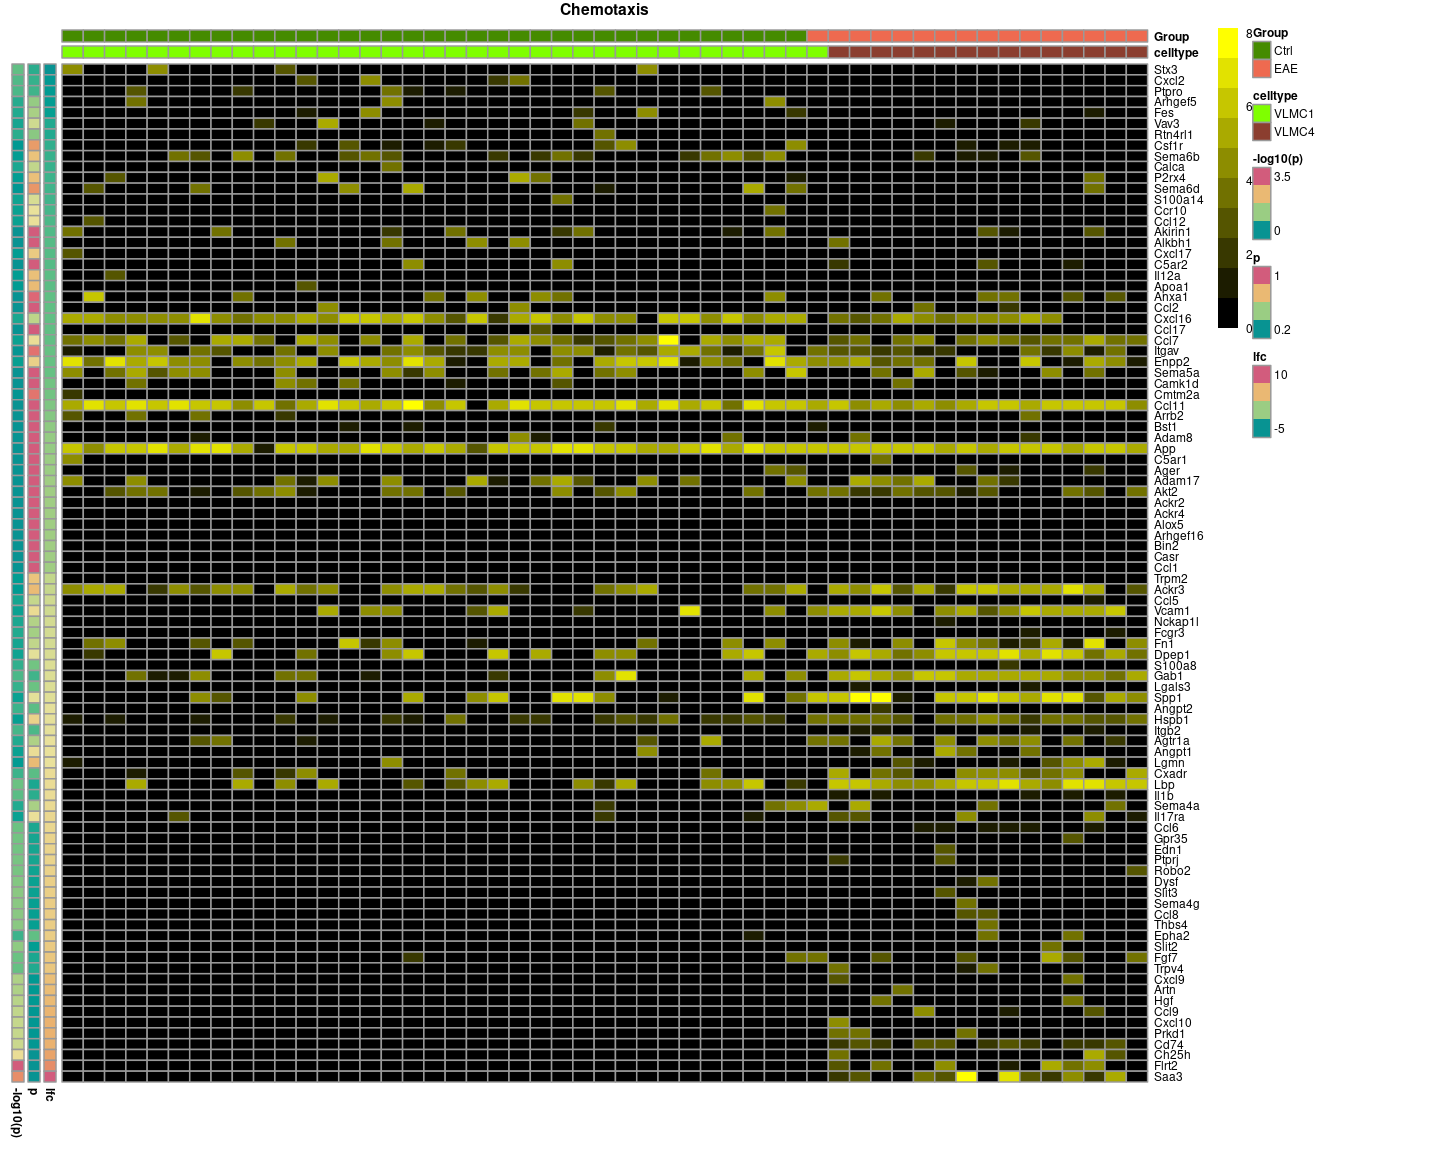 Chemotaxis
Group
celltype
Stx3
Cxcl2
Ptpro
Arhgef5
Fes
Vav3
Rtn4rl1
Csf1r
Sema6b
Calca
P2rx4
Sema6d
S100a14
Ccr10
Ccl12
Akirin1
Alkbh1
Cxcl17
C5ar2
Il12a
Apoa1
Anxa1
Ccl2
Cxcl16
Ccl17
Ccl7
Itgav
Enpp2
Sema5a
Camk1d
Cmtm2a
Ccl11
Arrb2
Bst1
Adam8
App
C5ar1
Ager
Adam17
Akt2
Ackr2
Ackr4
Alox5
Arhgef16
Bin2
Casr
Ccl1
Trpm2
Ackr3
Ccl5
Vcam1
Nckap1l
Fcgr3
Fn1
Dpep1
S100a8
Gab1
Lgals3
Spp1
Angpt2
Hspb1
Itgb2
Agtr1a
Angpt1
Lgmn
Cxadr
Lbp
Il1b
Sema4a
Il17ra
Ccl6
Gpr35
Edn1
Ptprj
Robo2
Dysf
Slit3
Sema4g
Ccl8
Thbs4
Epha2
Slit2
Fgf7
Trpv4
Cxcl9
Artn
Hgf
Ccl9
Cxcl10
Prkd1
Cd74
Ch25h
Flrt2
Saa3
-log10(p)
p
lfc
8
6
4
2
0
Group
Ctrl
EAE
celltype
VLMC1
VLMC4
-log10(p)
3.5
0
p
1
0.2
lfc
10
-5